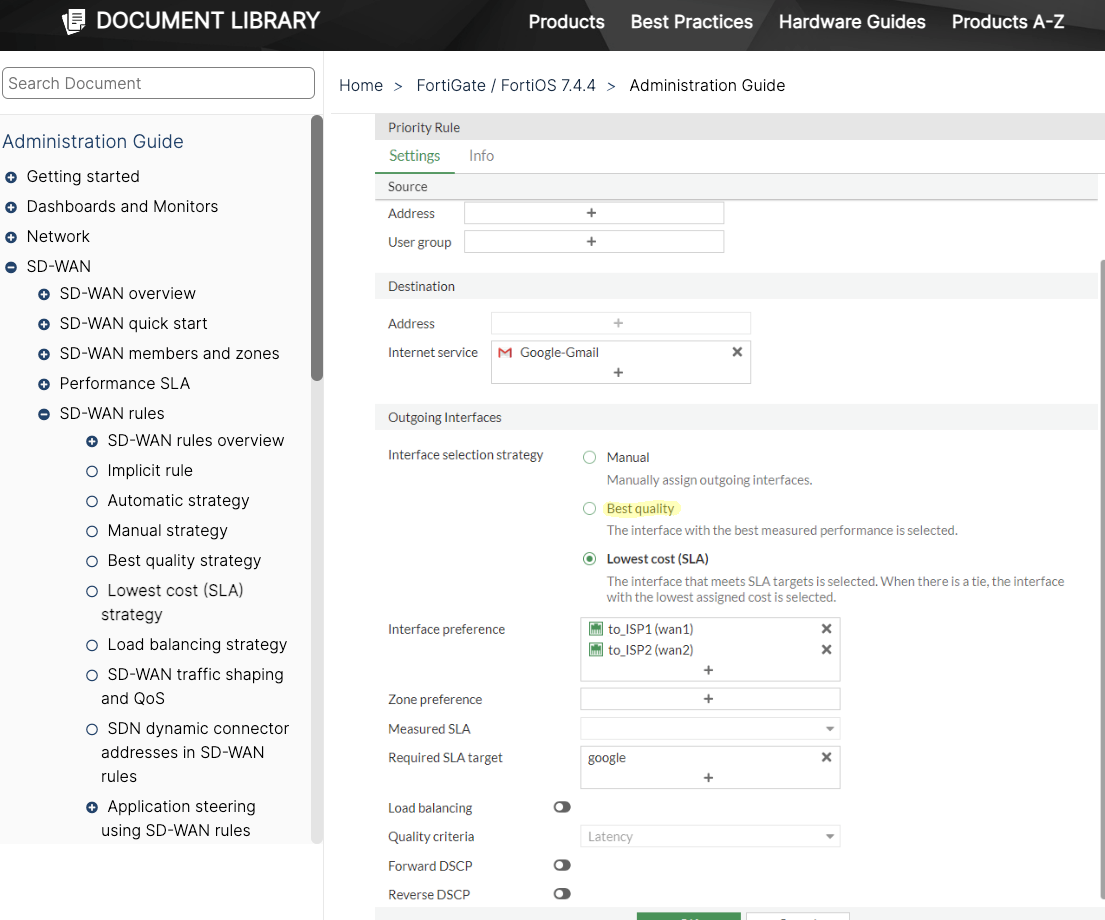 DOCUMENT LIBRARY
Products Best Practices Hardware Guides Products A-Z
Search Document
Home > FortiGate / FortiOS 7.4.4 > Administration Guide
Administration Guide
Getting started
Dashboards and Monitors
Network
SD-WAN
SD-WAN overview
SD-WAN quick start
SD-WAN members and zones
Performance SLA
SD-WAN rules
SD-WAN rules overview
Implicit rule
Automatic strategy
Manual strategy
Best quality strategy
Lowest cost (SLA)
strategy
Load balancing strategy
SD-WAN traffic shaping
and QoS
SDN dynamic connector
addresses in SD-WAN
rules
Application steering
using SD-WAN rules
Priority Rule
Settings Info
Source
Address +
User group +
Destination
Address +
Internet service Google-Gmail
+
Outgoing Interfaces
Interface selection strategy Manual
Manually assign outgoing interfaces.
Best quality
The interface with the best measured performance is selected.
Lowest cost (SLA)
The interface that meets SLA targets is selected. When there is a tie, the interface
with the lowest assigned cost is selected.
Interface preference to_ISP1 (wan1)
to_ISP2 (wan2)
+
Zone preference +
Measured SLA
Required SLA target google
+
Load balancing
Quality criteria Latency
Forward DSCP
Reverse DSCP